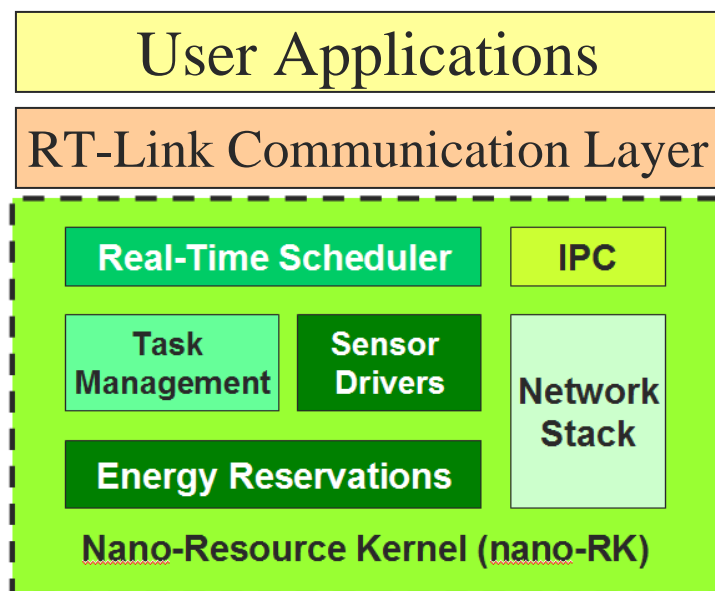 User Applications
RT-Link Communication Layer
Real-Time Scheduler
IPC
Task
Management
Sensor
Drivers
Network
Stack
Energy Reservations
Nano-Resource Kernel (nano-RK)